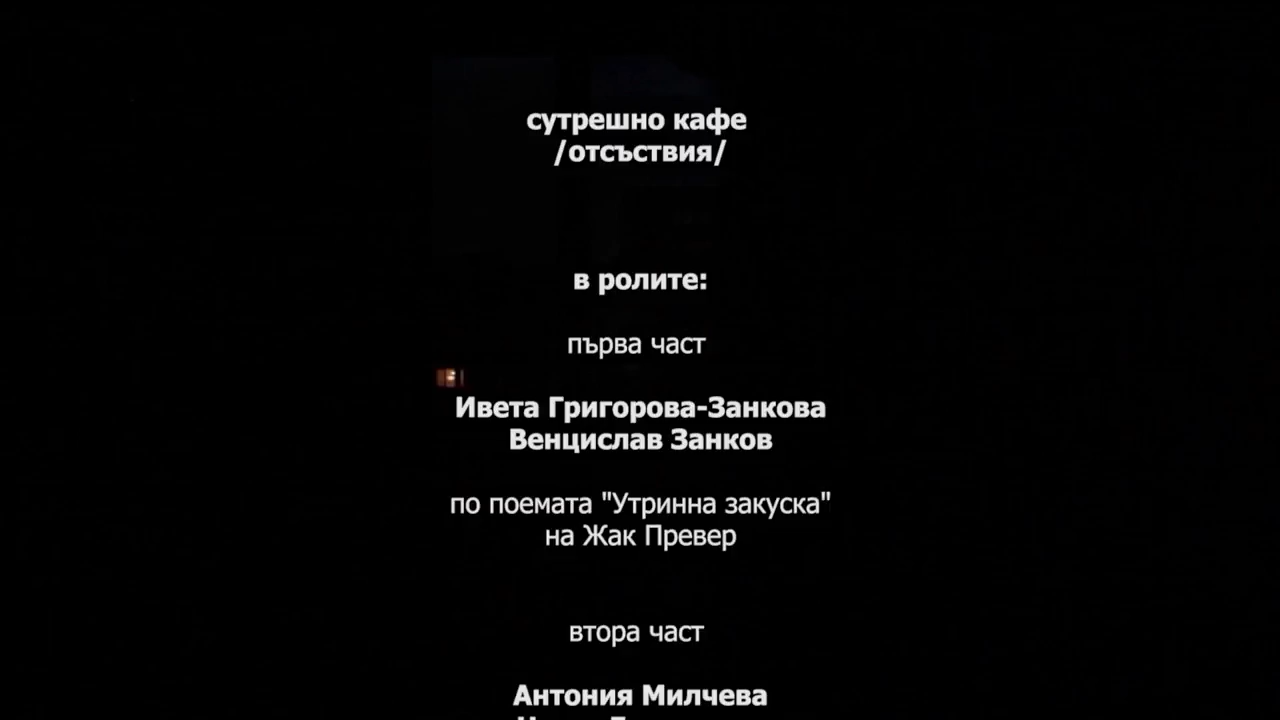 сутрешно кафе
/отсъствия/
в ролите:
първа част
Ивета Григорова-Занкова
Венцислав Занков
по поемата "Утринна закуска"
на Жак Превер
втора част
Антония Милчева